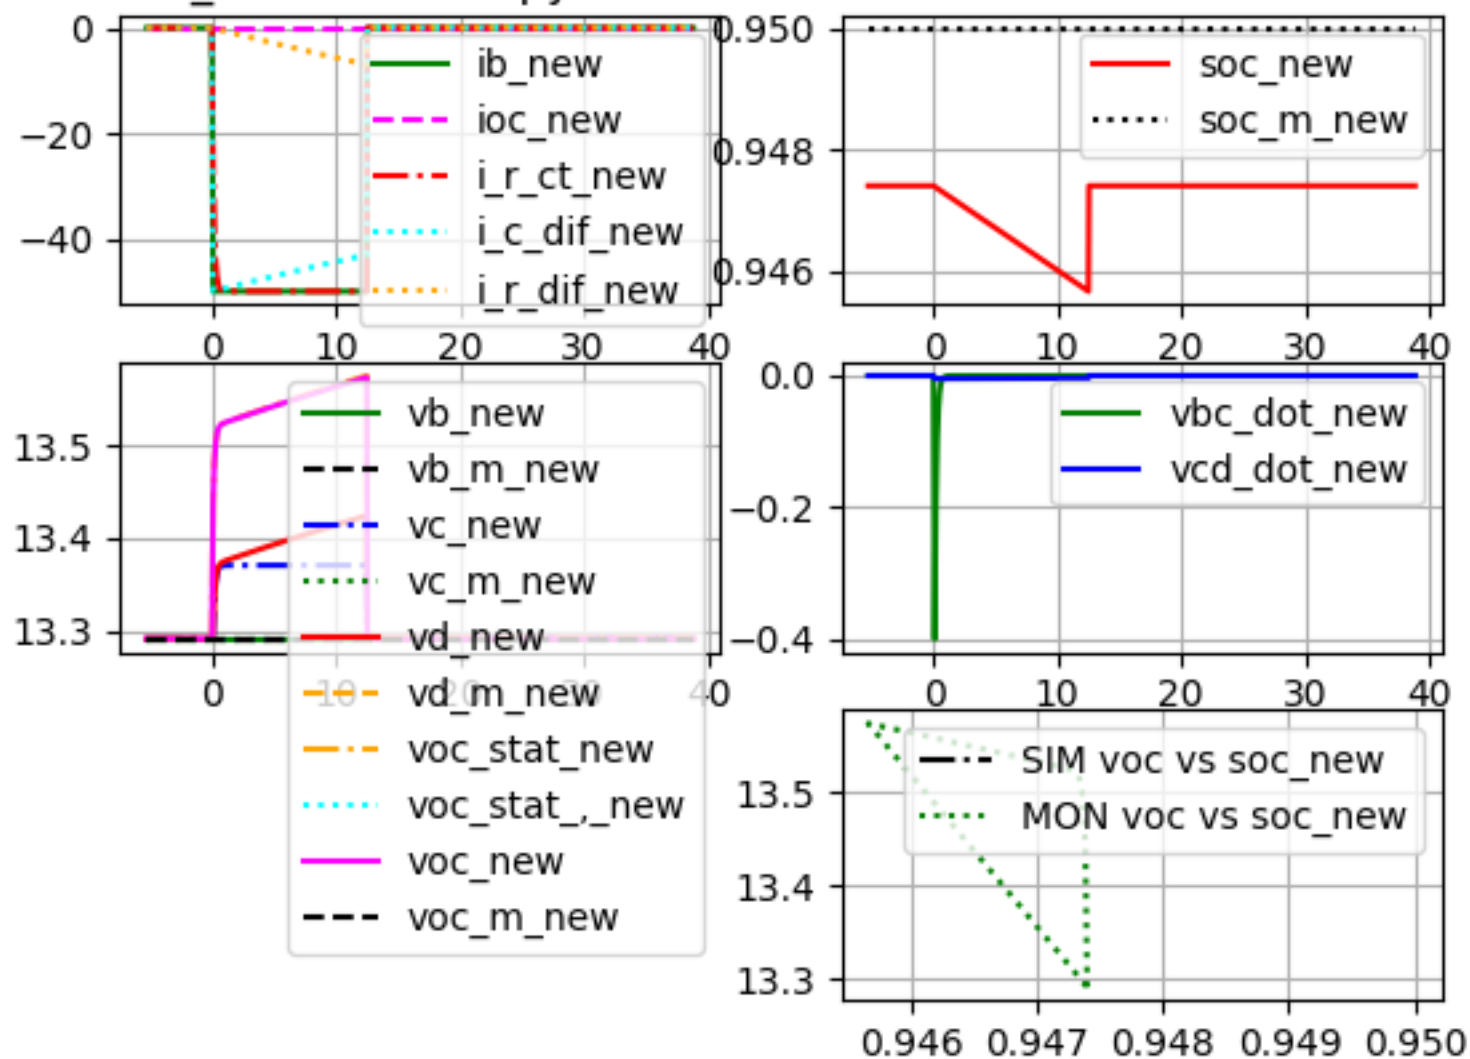 0
−20
−40
0
10
20
30
40
ib_new
ioc_new
i_r_ct_new
i_c_dif_new
i_r_dif_new
0.950
0.948
0.946
0
10
20
30
40
soc_new
soc_m_new
13.5
13.4
13.3
0
10
20
30
40
vb_new
vb_m_new
vc_new
vc_m_new
vd_new
vd_m_new
voc_stat_new
voc_stat_,_new
voc_new
voc_m_new
0.0
−0.2
−0.4
0
10
20
30
40
vbc_dot_new
vcd_dot_new
13.5
13.4
13.3
0.946
0.947
0.948
0.949
0.950
SIM voc vs soc_new
MON voc vs soc_new